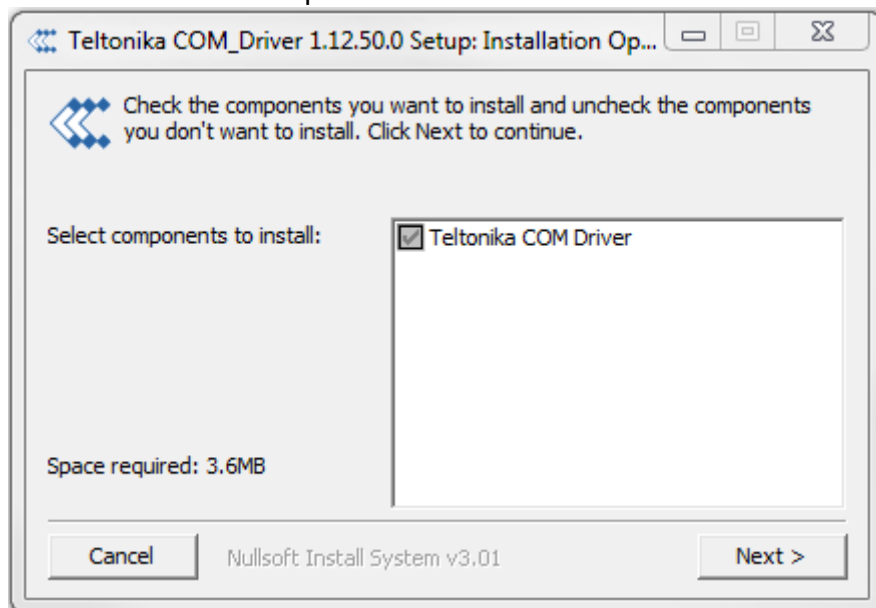 Teltonika COM_Driver 1.12.50.0 Setup: Installation Op...
Check the components you want to install and uncheck the components
you don't want to install. Click Next to continue.
Select components to install:
Teltonika COM Driver
Space required: 3.6MB
Cancel
Nullsoft Install System v3.01
Next >